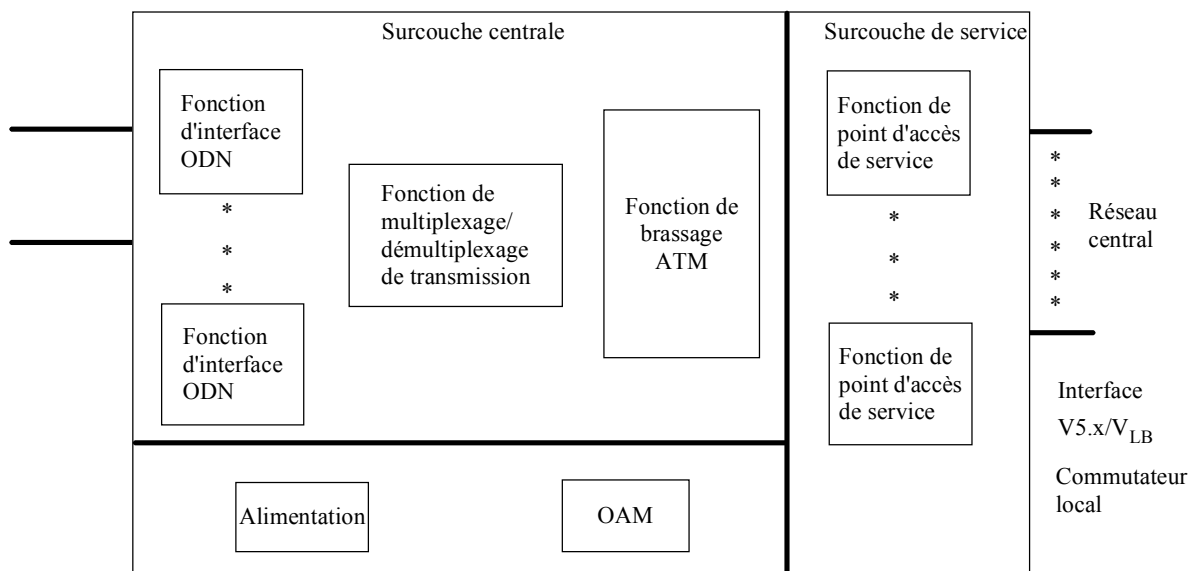 Surcouche centrale
Surcouche de service
Fonction
d'interface
ODN
*
*
*
Fonction
d'interface
ODN
Fonction de
multiplexage/
démultiplexage
de transmission
Fonction de
brassage
ATM
Fonction de
point d'accès
de service
*
*
*
Fonction de
point d'accès
de service
*
*
*
*
*
*
Réseau
central
Interface
V5.x/VLB
Commutateur
local
Alimentation
OAM